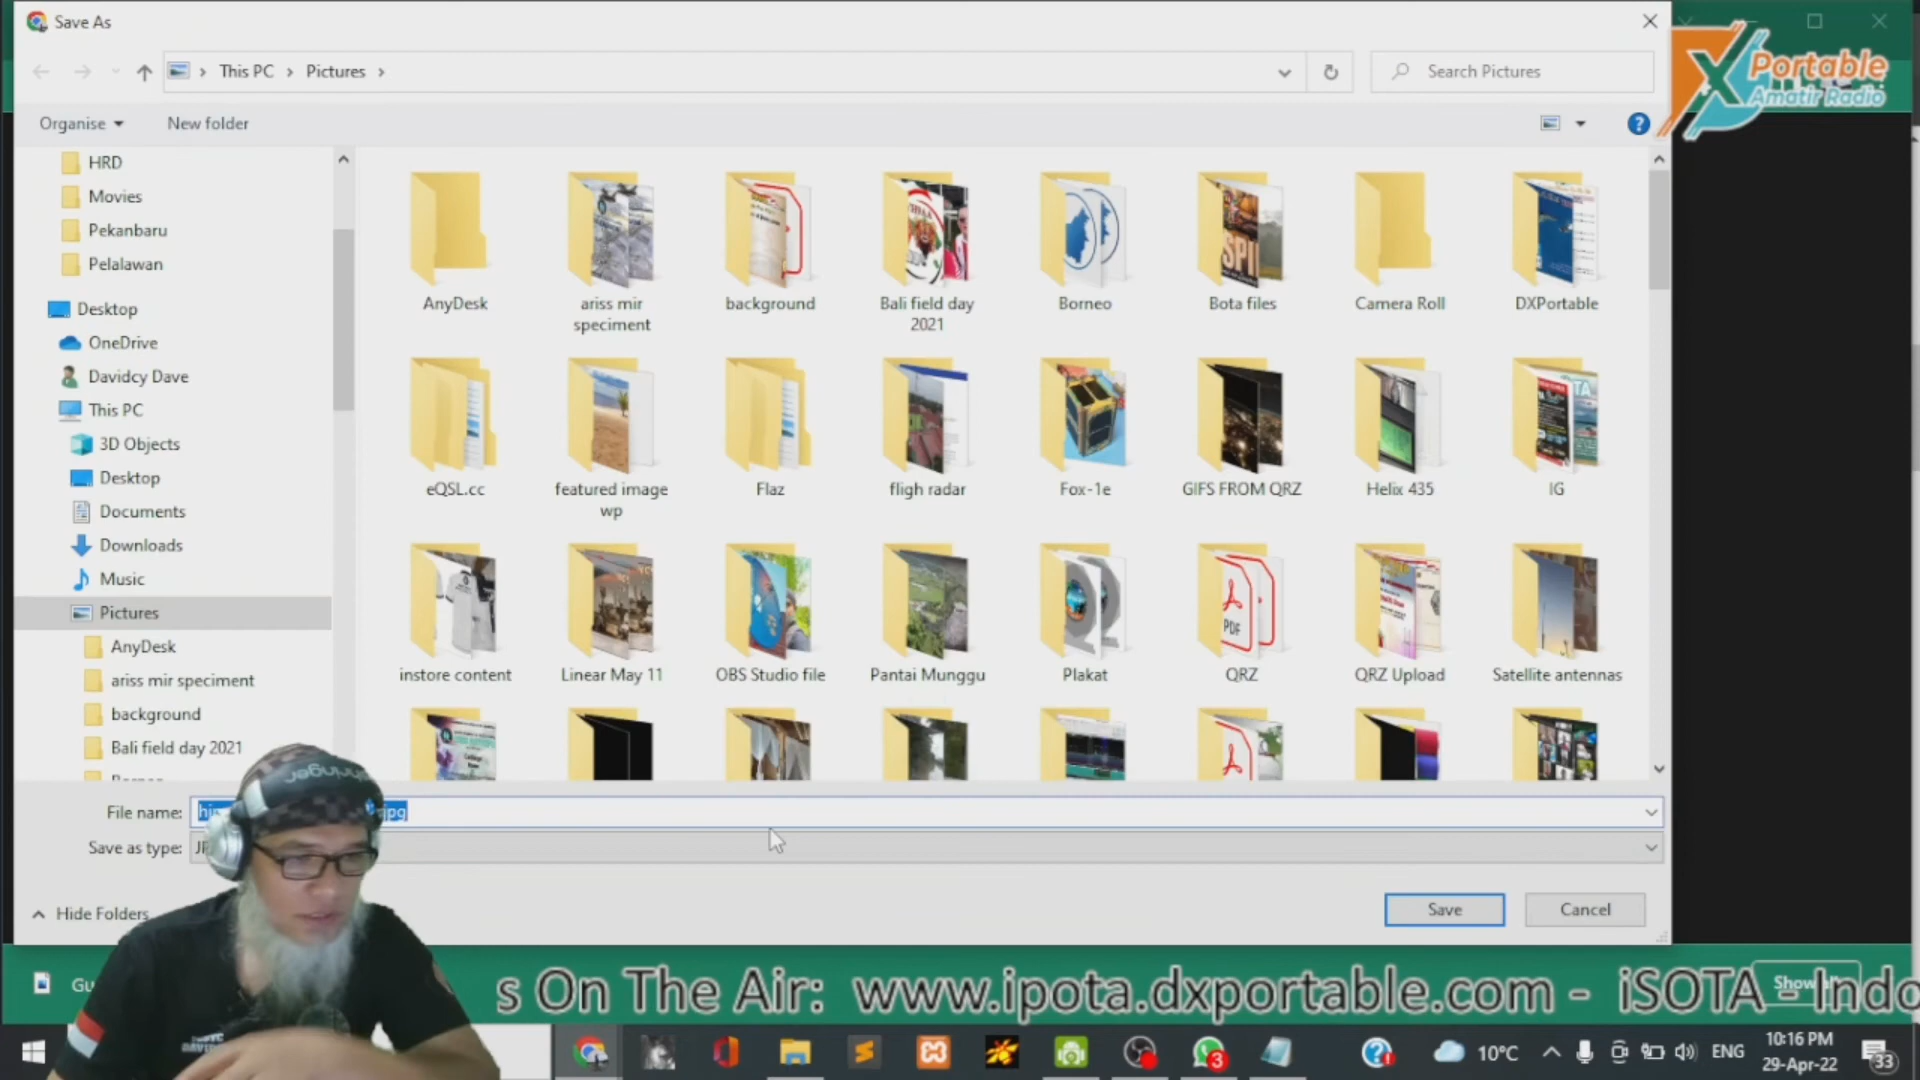 Save As
This PC
Pictures
Search Pictures
Portable
Amatir Radio
Organise
New folder
HRD
Movies
Pekanbaru
Pelalawan
Desktop
OneDrive
Davidcy Dave
This PC
3D Objects
Desktop
Documents
Downloads
Music
Pictures
AnyDesk
ariss mir speciment
background
Bali field day 2021
AnyDesk
ariss mir
speciment
background
Bali field day
2021
Borneo
Bota files
Camera Roll
DXPortable
eQSL.cc
featured image
wp
Flaz
fligh radar
Fox-1e
GIFS FROM QRZ
Helix 435
IG
instore content
Linear May 11
OBS Studio file
Pantai Munggu
Plakat
PDF
QRZ
QRZ Upload
Satellite antennas
File name:
.jpg
Save as type:
Hide Folders
Save
Cancel
s On The Air: www.ipota.dxportable.com - iSOTA - Indo
10°C
ENG
10:16 PM
29-Apr-22
33
3